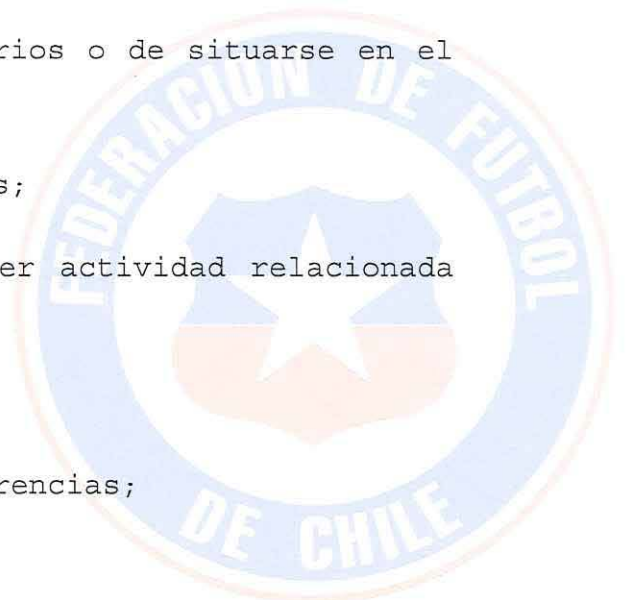 rios o de situarse en el
s;
er actividad relacionada
rencias;
FEDERACION DE FUTBOL
DE CHILE